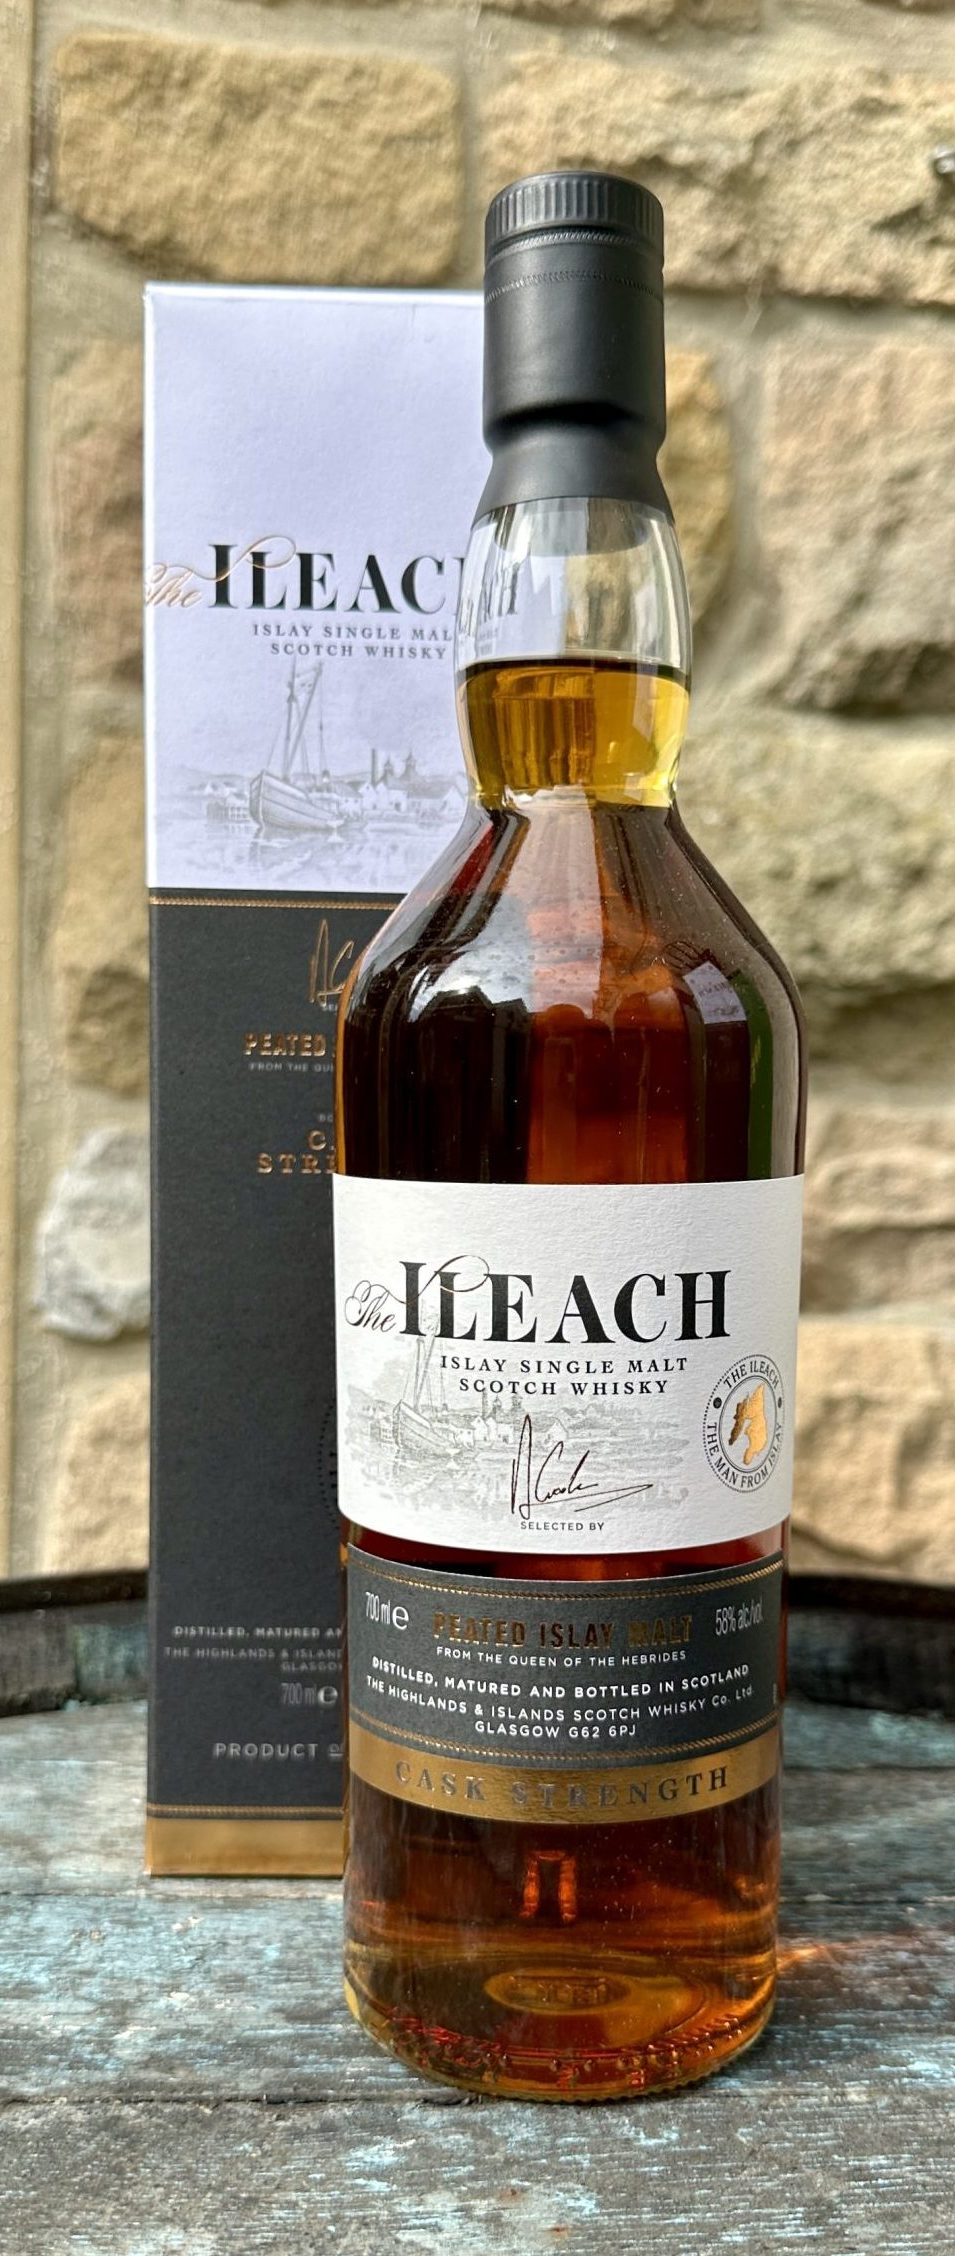 The ILEACH
ISLAY SINGLE MAL
SCOTCH WHISKY
PEATED
FROM THE QU
STRE
DISTILLED, MATURED AN
THE HIGHLANDS & ISLAN
GLASGOW
700 ml e
PRODUCT OF
The ILEACH
ISLAY SINGLE MALT
SCOTCH WHISKY
THE ILEACH
THE MAN FROM ISLAY
SELECTED BY
700 ml e
PEATED ISLAY MALT
58% alc/vol
FROM THE QUEEN OF THE HEBRIDES
DISTILLED, MATURED AND BOTTLED IN SCOTLAND
THE HIGHLANDS & ISLANDS SCOTCH WHISKY Co. Ltd.
GLASGOW G62 6PJ
CASK STRENGTH